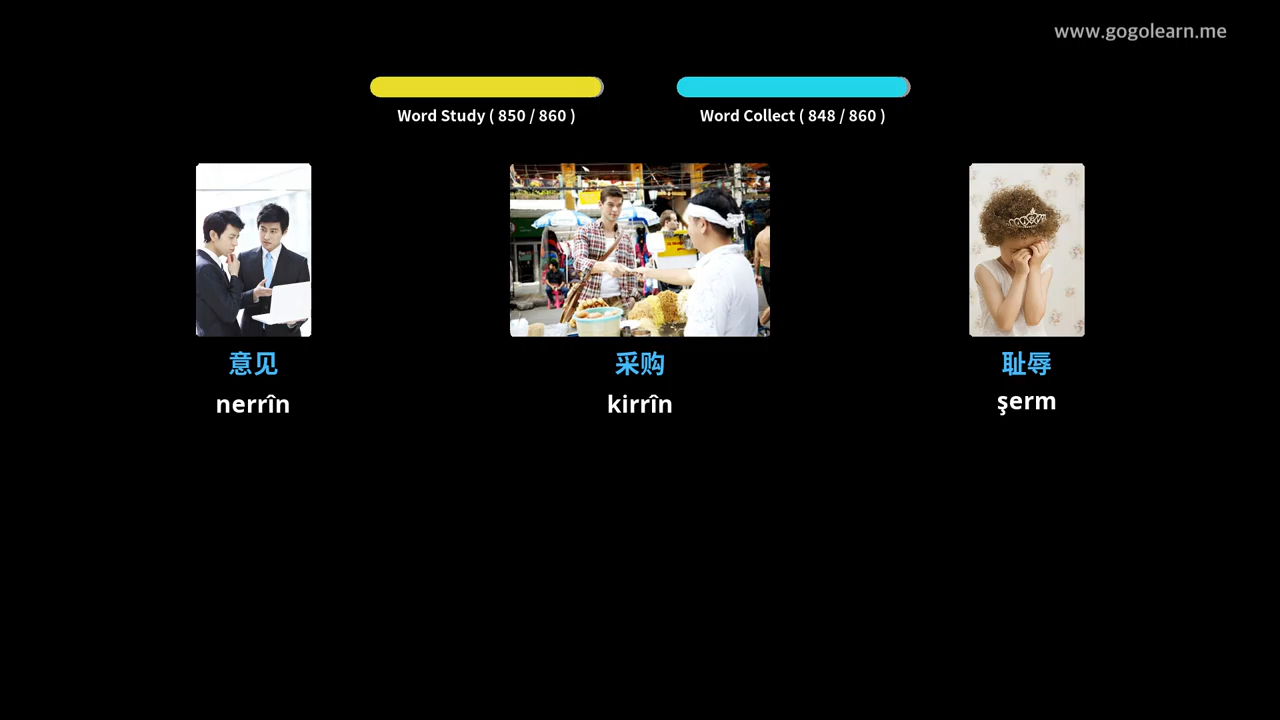 www.gogolearn.me
Word Study ( 850 / 860 )
Word Collect ( 848 / 860 )
意见
采购
耻辱
nerrîn
kirrîn
şerm